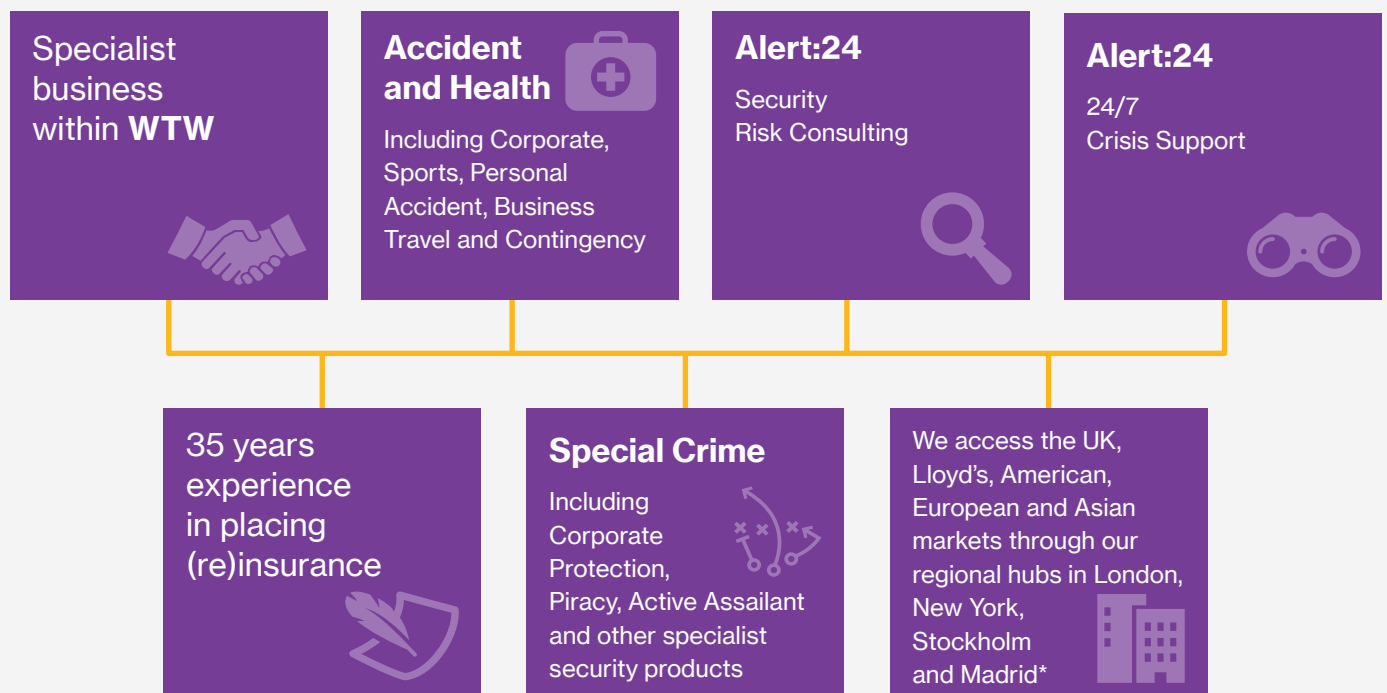 Specialist
business
within WTW
Accident
and Health
Including Corporate,
Sports, Personal
Accident, Business
Travel and Contingency
Alert:24
Security
Risk Consulting
Alert:24
24/7
Crisis Support
35 years
experience
in placing
(re)insurance
Special Crime
Including
Corporate
Protection,
Piracy, Active Assailant
and other specialist
security products
We access the UK,
Lloyd’s, American,
European and Asian
markets through our
regional hubs in London,
New York,
Stockholm
and Madrid*